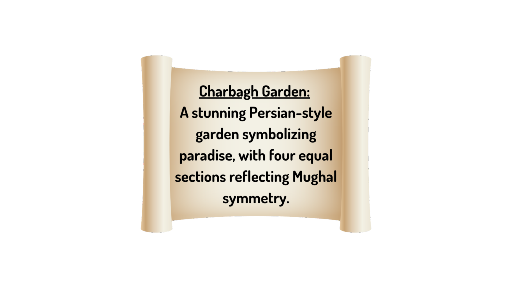 Charbagh Garden:
A stunning Persian-style
garden symbolizing
paradise, with four equal
sections reflecting Mughal
symmetry.